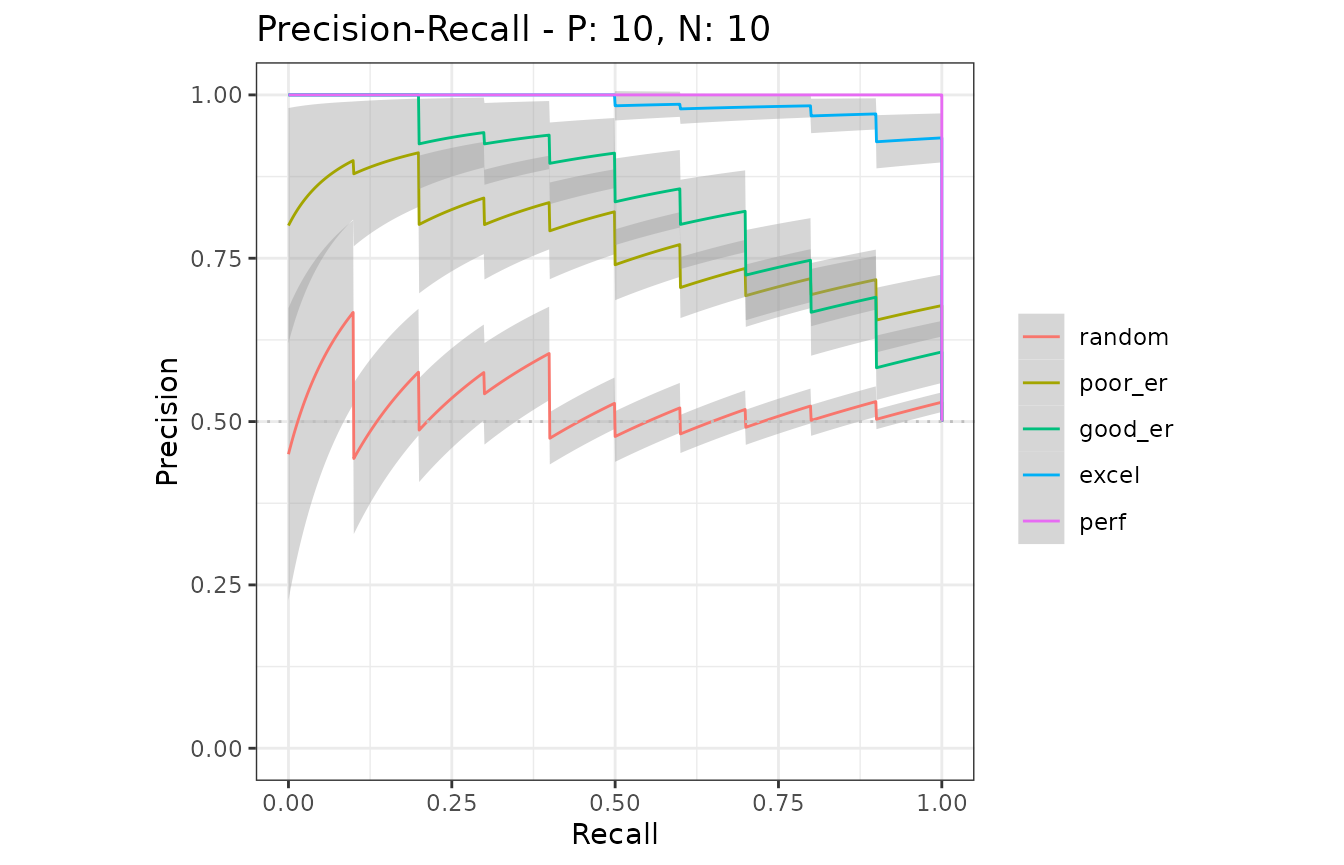 Precision-Recall - P: 10, N: 10
Precision
1.00
0.75
0.50
0.25
0.00
0.00 0.25 0.50 0.75 1.00
Recall
random
poor_er
good_er
excel
perf